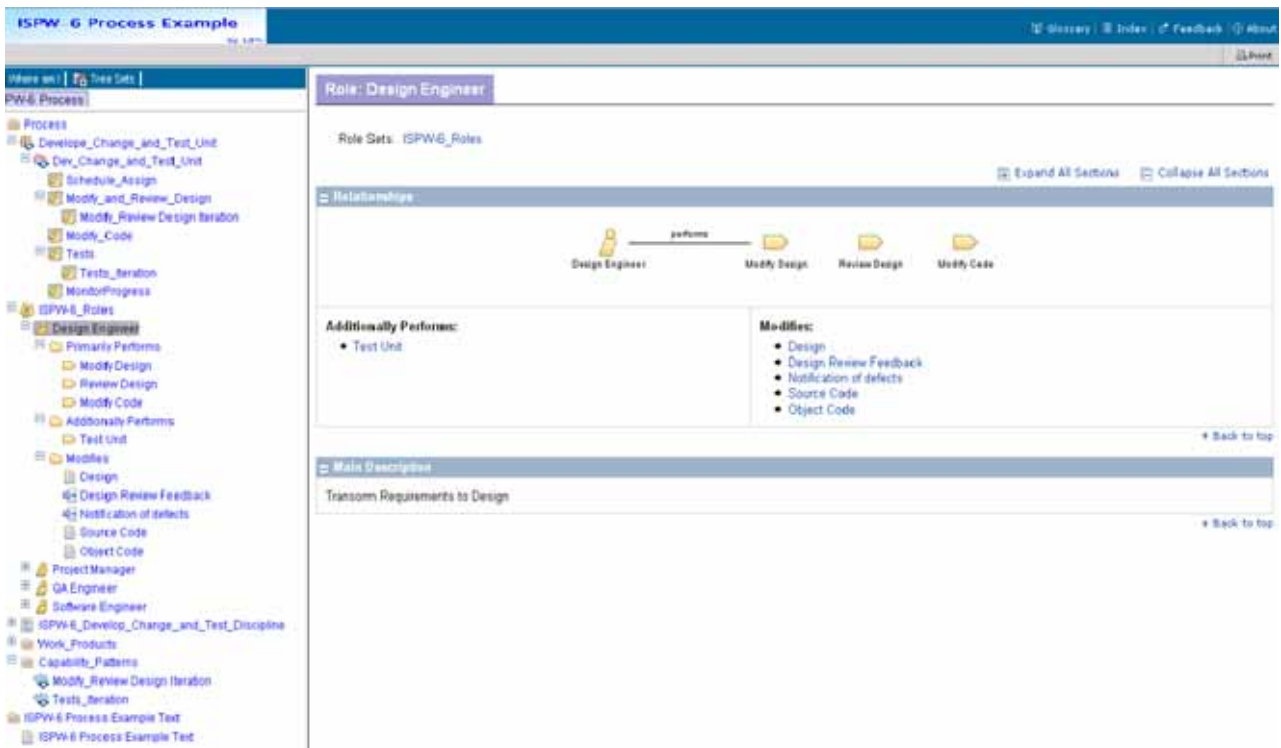 ISPW-6 Process Example
Glossary | Index | Feedback | About
Print
Where am I | Tree Sets |
PW-6 Process
Process
Develope_Change_and_Test_Unit
Dev_Change_and_Test_Unit
Schedule_Assign
Modify_and_Review_Design
Modify_Review Design Iteration
Modify_Code
Tests
Tests_Iteration
MonitorProgress
ISPW-6_Roles
Design Engineer
Primarily Performs
Modify Design
Review Design
Modify Code
Additionally Performs
Test Unit
Modifies
Design
Design Review Feedback
Notification of defects
Source Code
Object Code
Project Manager
QA Engineer
Software Engineer
ISPW-6_Develop_Change_and_Test_Discipline
Work_Products
Capability_Patterns
Modify_Review Design Iteration
Tests_Iteration
ISPW-6 Process Example Text
ISPW-6 Process Example Text
Role: Design Engineer
Role Sets: ISPW-6_Roles
Expand All Sections Collapse All Sections
Relationships
performs
Design Engineer Modify Design Review Design Modify Code
Additionally Performs:
Test Unit
Modifies:
Design
Design Review Feedback
Notification of defects
Source Code
Object Code
Back to top
Main Description
Transorm Requirements to Design
Back to top